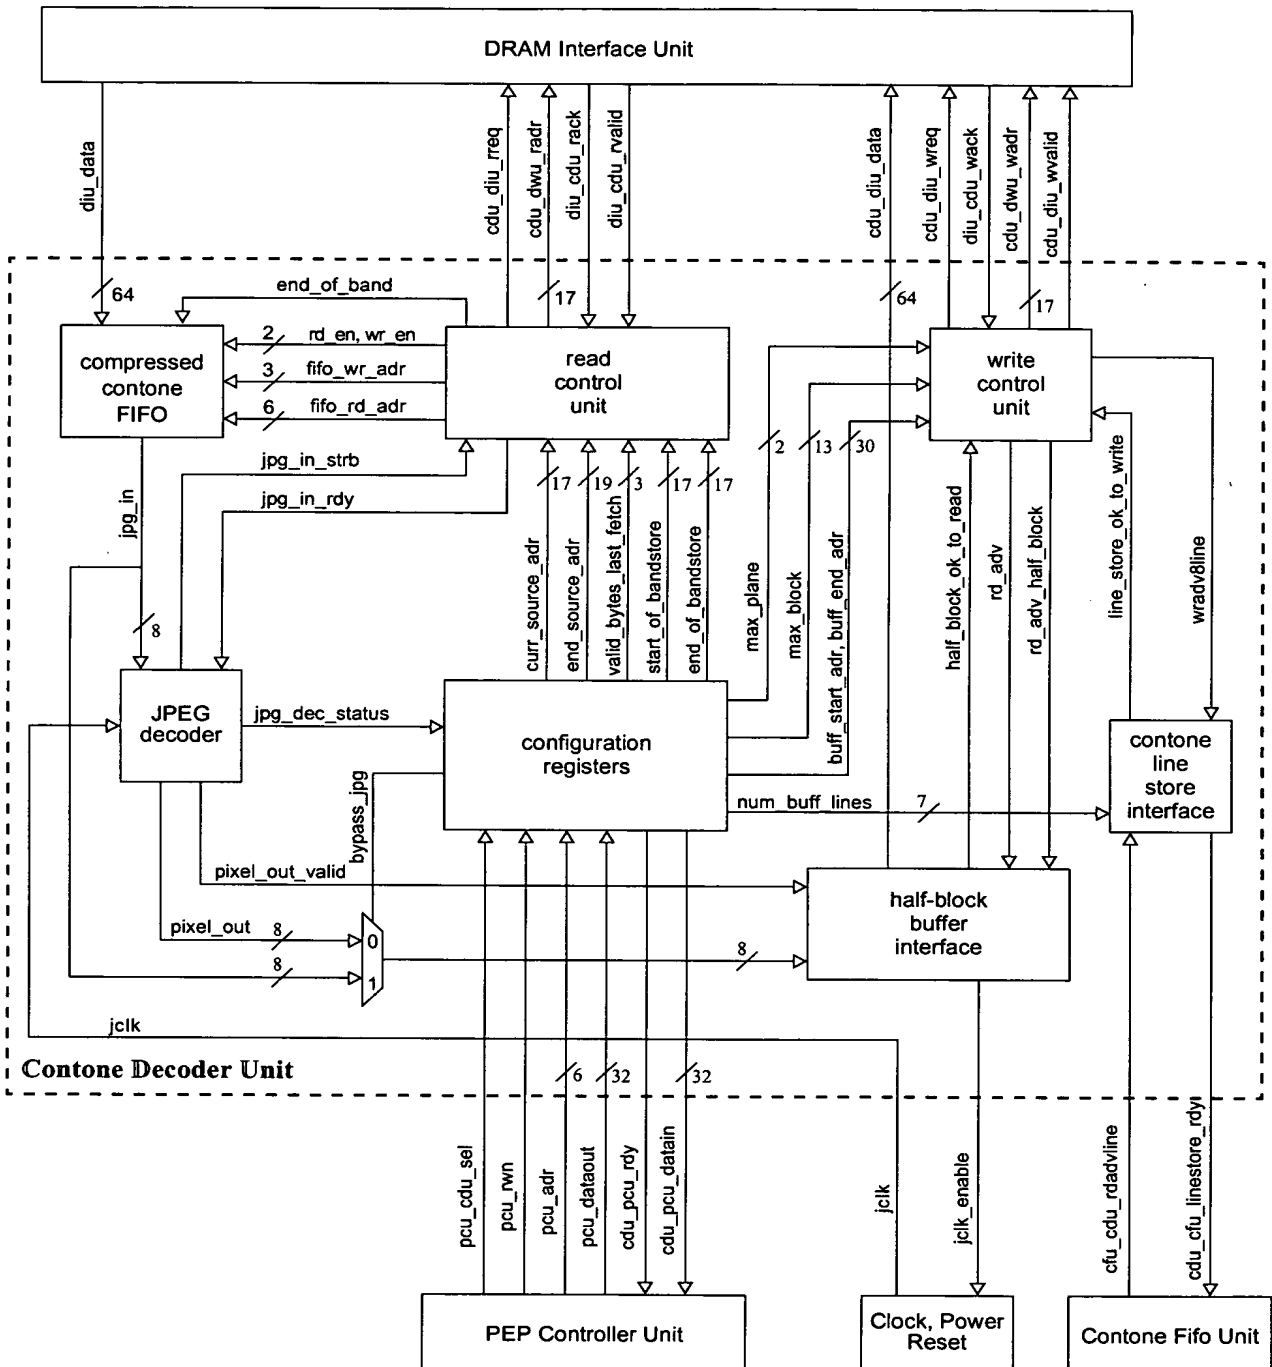 DRAM Interface Unit
diu_data
cdu_diu_rreq
cdu_dwu_radr
diu_cdu_rack
diu_cdu_rvalid
cdu_diu_data
cdu_diu_wreq
diu_cdu_wack
cdu_dwu_wadr
cdu_diu_wvalid
64
end_of_band
17
64
17
compressed
contone
FIFO
2
rd_en, wr_en
3
fifo_wr_adr
6
fifo_rd_adr
read
control
unit
write
control
unit
2
13
30
jpg_in_strb
jpg_in_rdy
jpg_in
8
17
19
3
17
17
curr_source_adr
end_source_adr
valid_bytes_last_fetch
start_of_bandstore
end_of_bandstore
max_plane
max_block
buff_start_adr, buff_end_adr
half_block_ok_to_read
rd_adv
rd_adv_half_block
line_store_ok_to_write
wradv8line
JPEG
decoder
jpg_dec_status
configuration
registers
contone
line
store
interface
bypass_jpg
num_buff_lines
7
pixel_out_valid
pixel_out
8
0
8
1
8
half-block
buffer
interface
jclk
Contone Decoder Unit
6
32
32
pcu_cdu_sel
pcu_rwn
pcu_adr
pcu_dataout
cdu_pcu_rdy
cdu_pcu_datain
jclk
jclk_enable
cfu_cdu_rdadvline
cdu_cfu_linestore_rdy
PEP Controller Unit
Clock, Power
Reset
Contone Fifo Unit